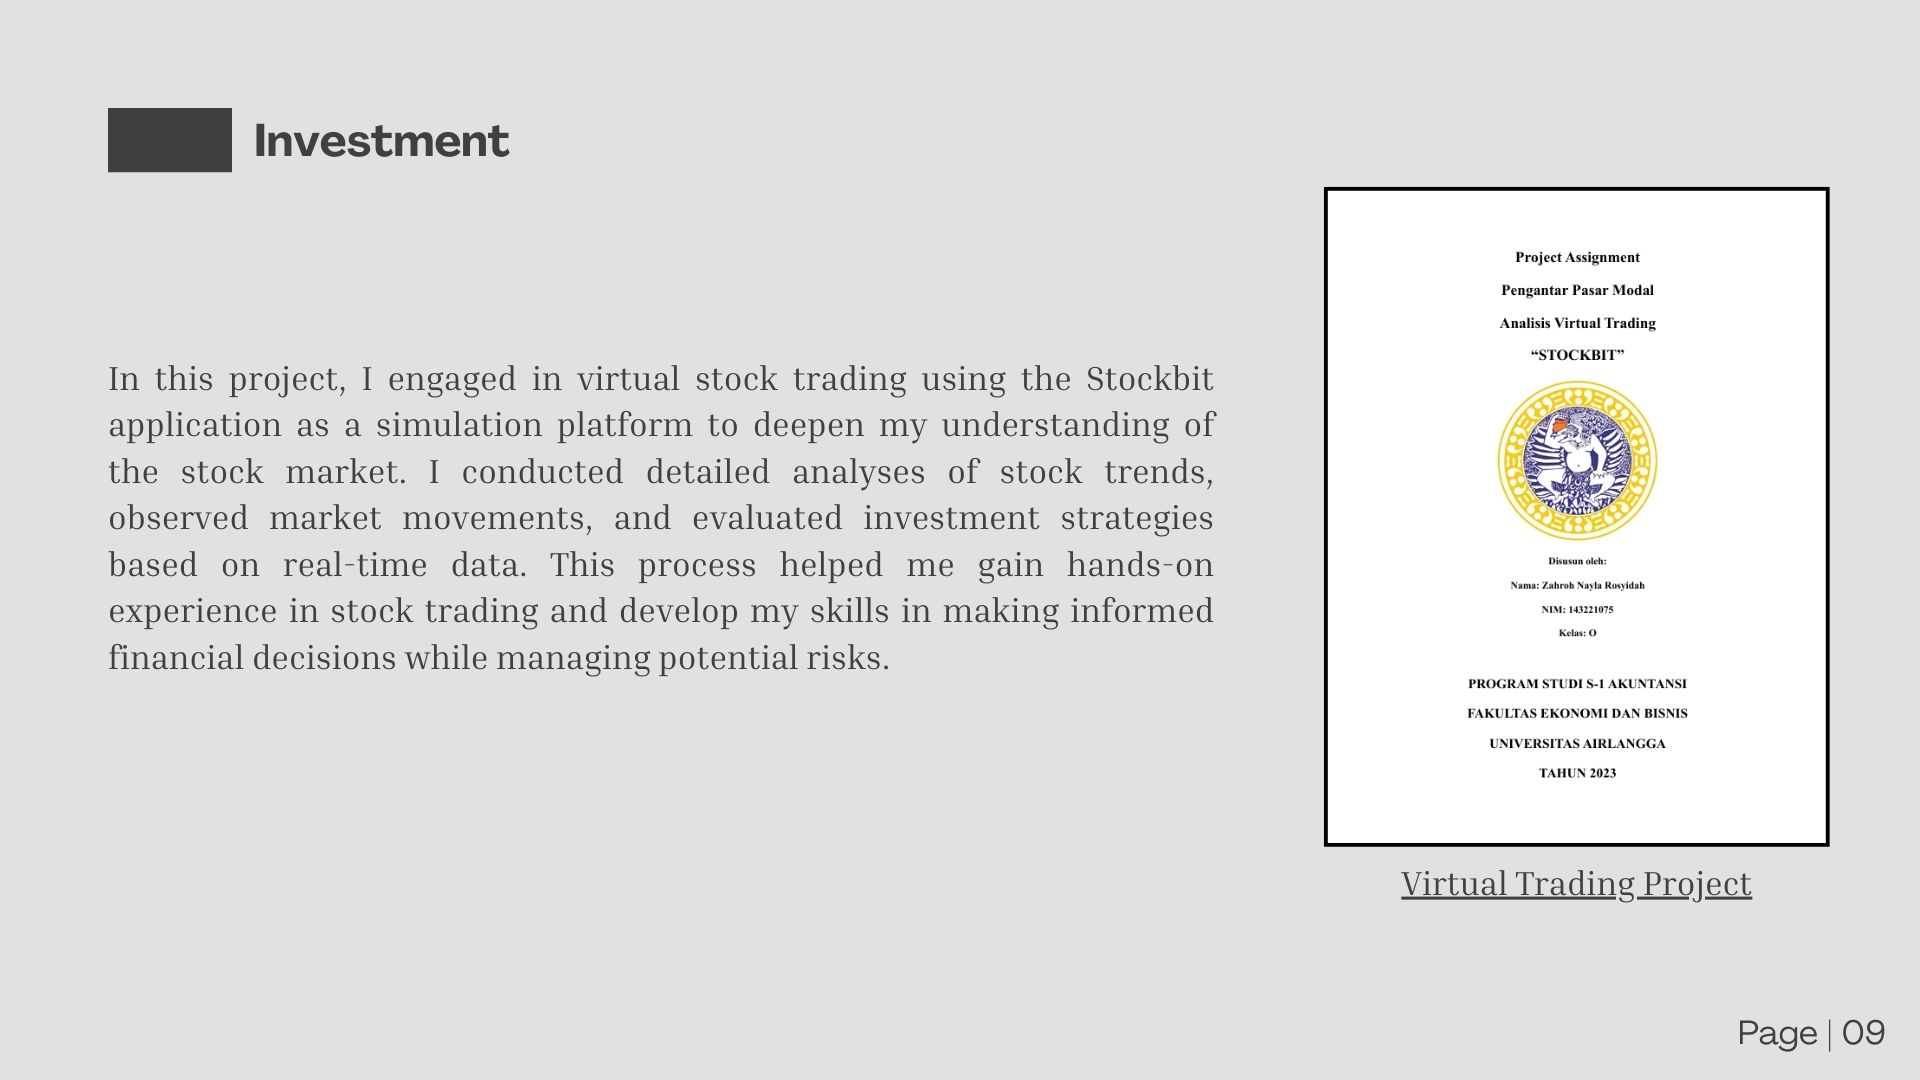 Investment
In this project, I engaged in virtual stock trading using the Stockbit
application as a simulation platform to deepen my understanding of
the stock market. I conducted detailed analyses of stock trends,
observed market movements, and evaluated investment strategies
based on real-time data. This process helped me gain hands-on
experience in stock trading and develop my skills in making informed
financial decisions while managing potential risks.
Project Assignment
Pengantar Pasar Modal
Analisis Virtual Trading
“STOCKBIT”
Disusun oleh:
Nama: Zahroh Nayla Rosyidah
NIM: 143221075
Kelas: O
PROGRAM STUDI S-1 AKUNTANSI
FAKULTAS EKONOMI DAN BISNIS
UNIVERSITAS AIRLANGGA
TAHUN 2023
Virtual Trading Project
Page | 09